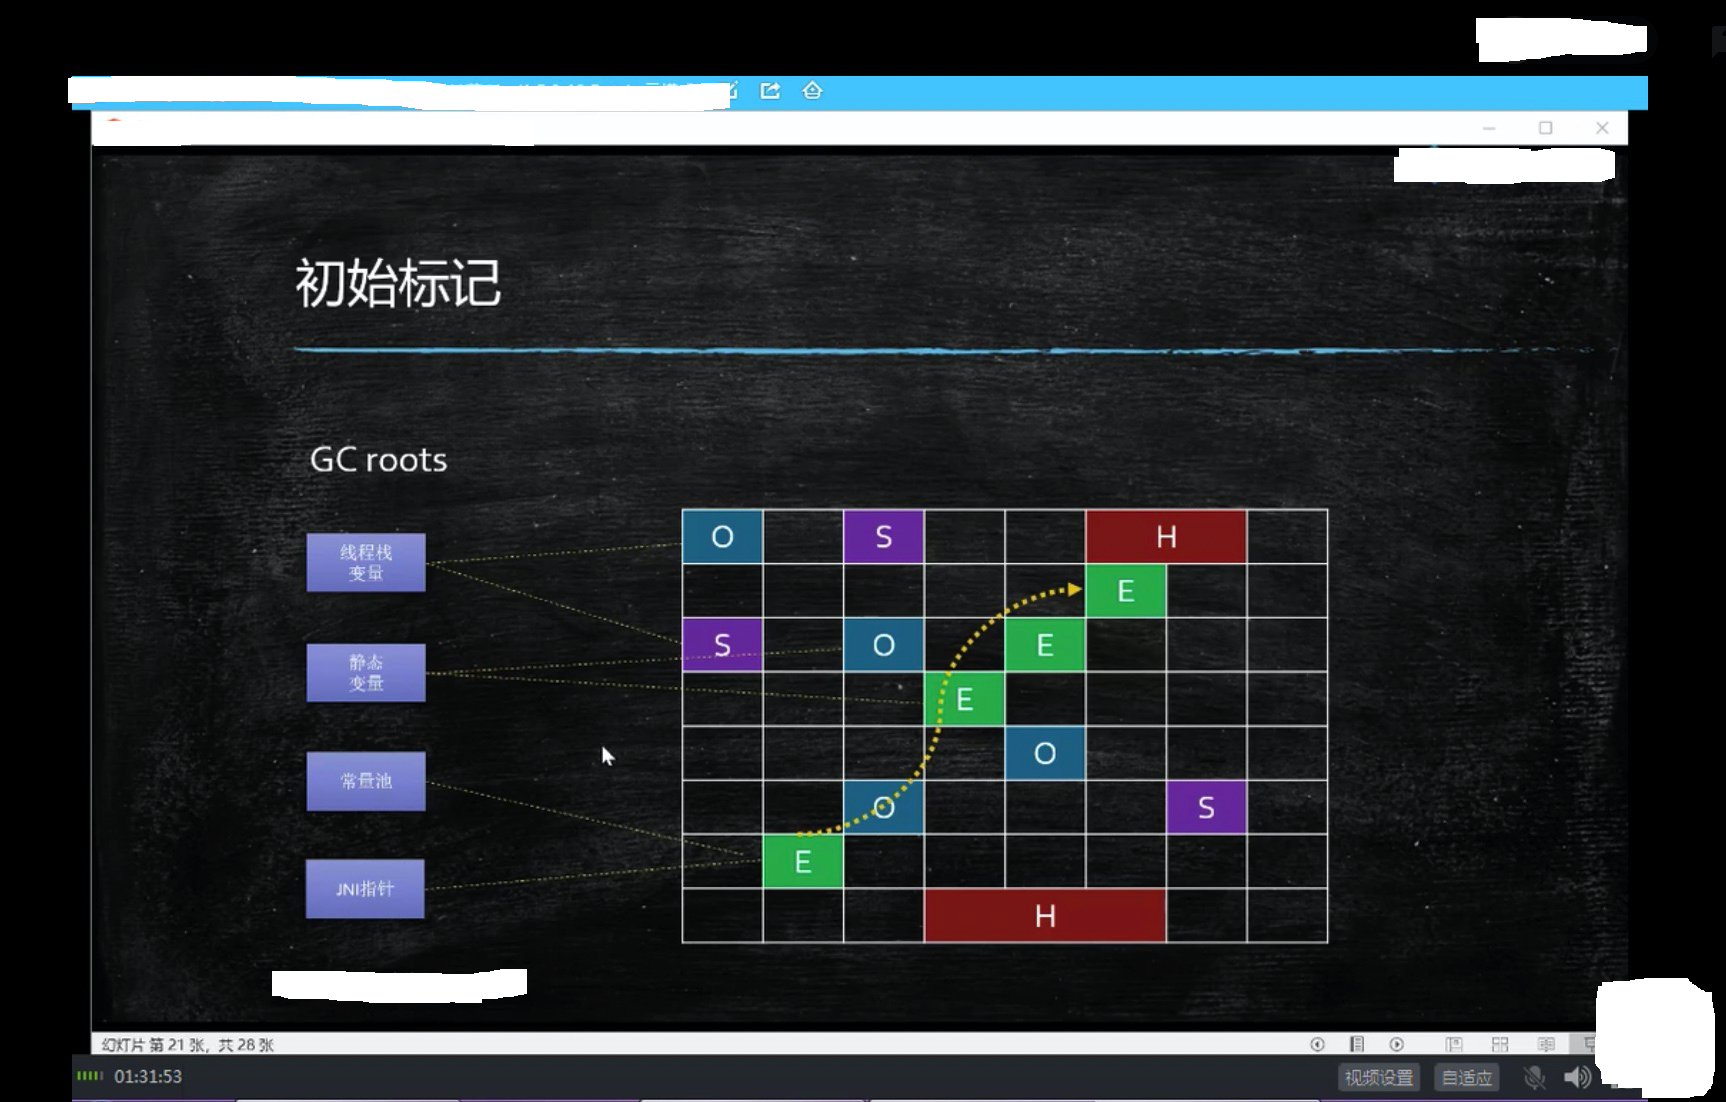 初始标记
GC roots
线程栈
变量
静态
变量
常量池
JNI指针
O S H
E
S O E
E
O
O S
E
H
幻灯片 第 21 张，共 28 张
01:31:53
视频设置 自适应